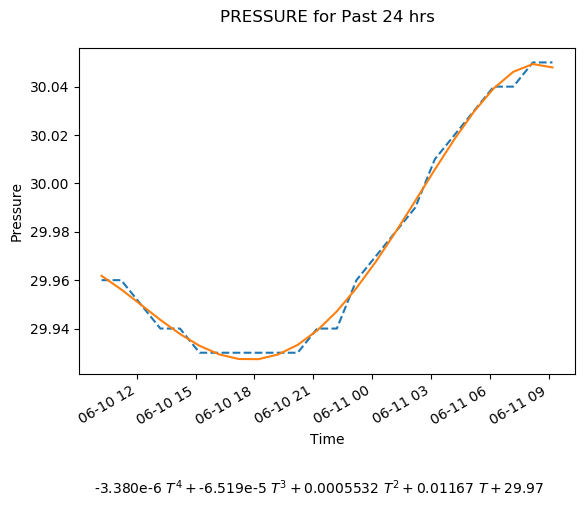 PRESSURE for Past 24 hrs
30.04
30.02
30.00
29.98
29.96
29.94
Pressure
06-10 12 06-10 15 06-10 18 06-10 21 06-11 00 06-11 03 06-11 06 06-11 09
Time
-3.380e-6 T⁴ + -6.519e-5 T³ + 0.0005532 T² + 0.01167 T + 29.97